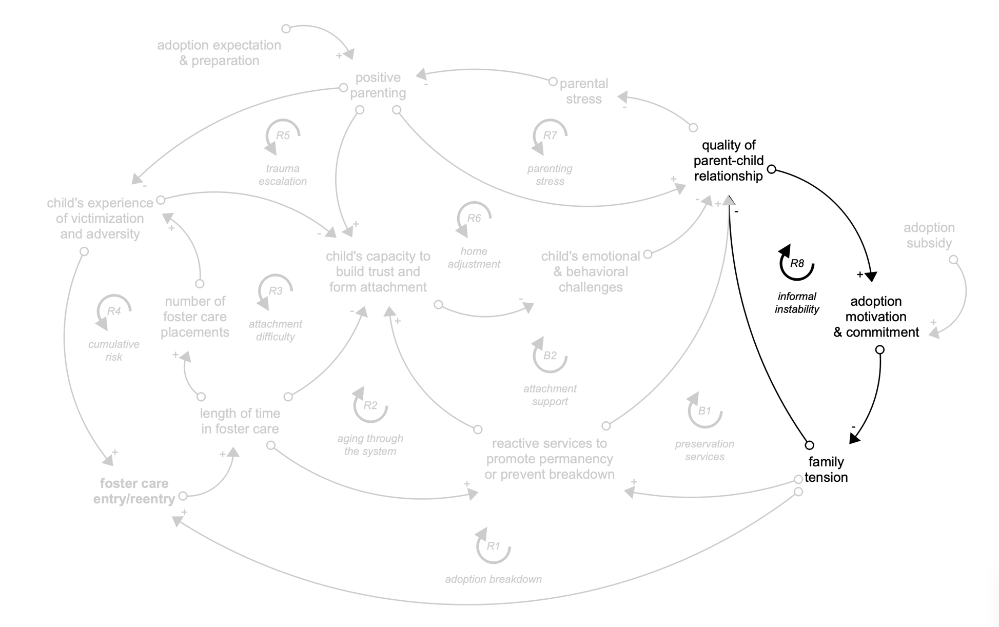 adoption expectation
& preparation
+
positive
parenting
-
parental
stress
-
quality of
parent-child
relationship
R5
trauma
escalation
R7
parenting
stress
-
+
-
+
-
child's experience
of victimization
and adversity
+
-
+
R6
home
adjustment
adoption
subsidy
child's capacity to
build trust and
form attachment
child's emotional
& behavioral
challenges
R8
informal
instability
+
adoption
motivation
& commitment
+
R4
cumulative
risk
number of
foster care
placements
R3
attachment
difficulty
-
+
-
+
B2
attachment
support
length of time
in foster care
R2
aging through
the system
B1
preservation
services
-
reactive services to
promote permanency
or prevent breakdown
family
tension
+
+
foster care
entry/reentry
+
+
+
R1
adoption breakdown